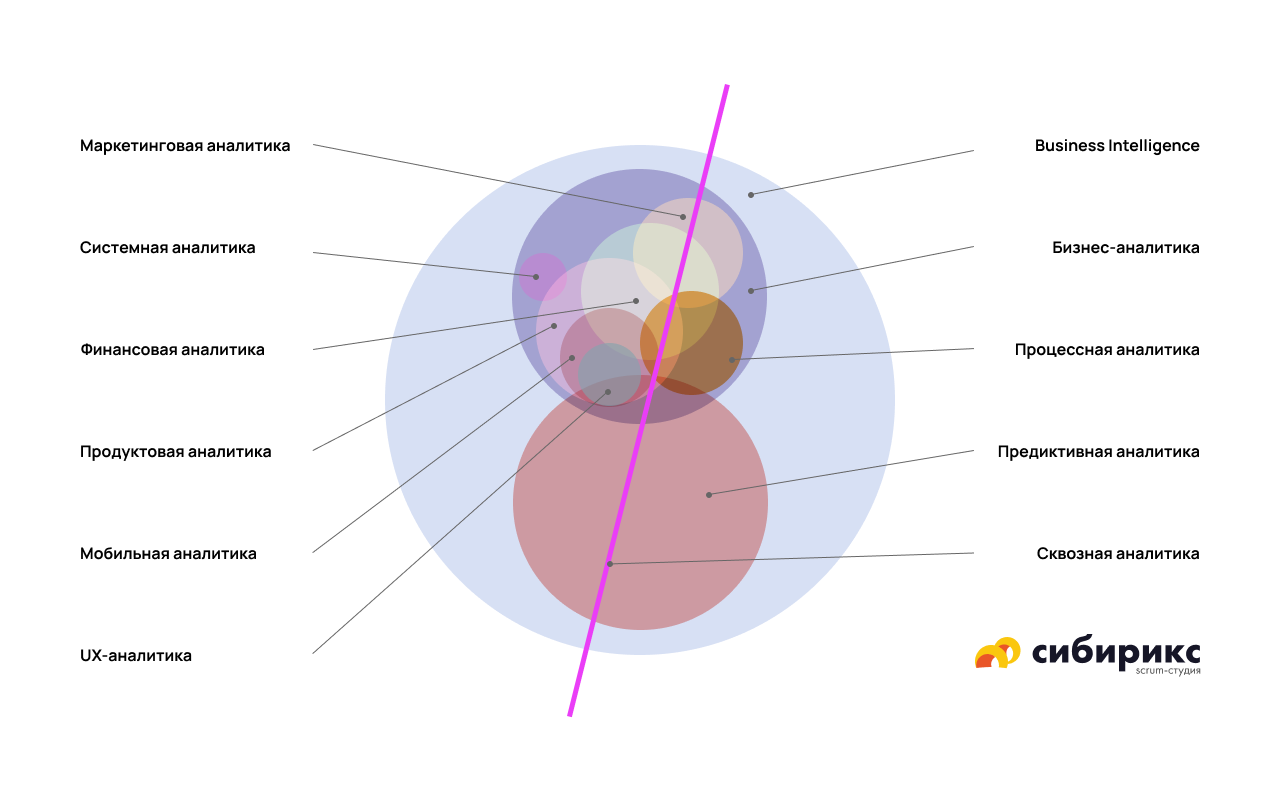 Маркетинговая аналитика
Системная аналитика
Финансовая аналитика
Продуктовая аналитика
Мобильная аналитика
UX-аналитика
Business Intelligence
Бизнес-аналитика
Процессная аналитика
Предиктивная аналитика
Сквозная аналитика
сибирикс
scrum-студия